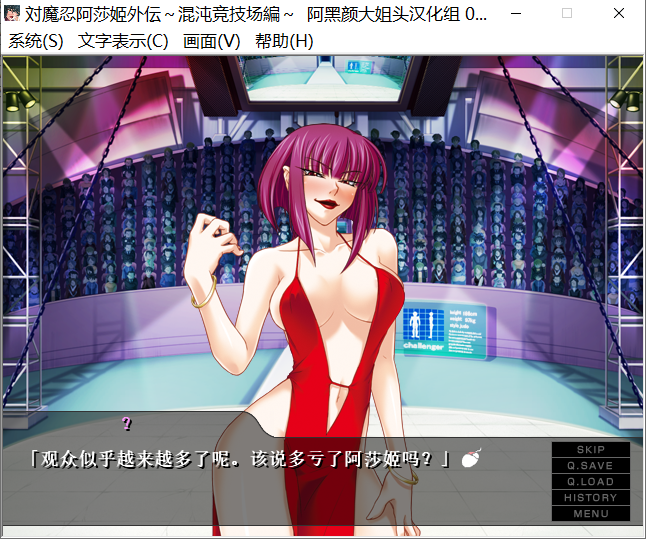 対魔忍阿莎姬外伝～混沌竞技场編～ 阿黑颜大姐头汉化组 0...
系统(S) 文字表示(C) 画面(V) 帮助(H)
challenger
？
「观众似乎越来越多了呢。该说多亏了阿莎姬吗？」
SKIP
Q.SAVE
Q.LOAD
HISTORY
MENU